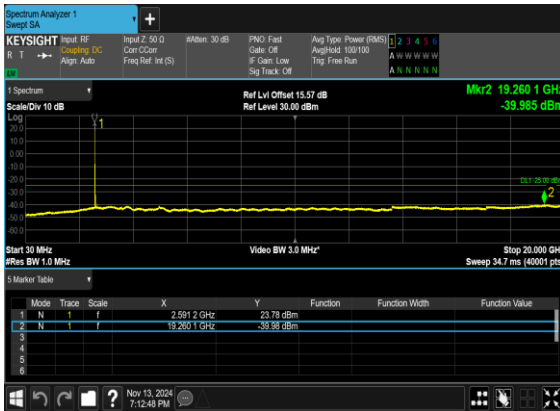 Spectrum Analyzer 1
Swept SA
KEYSIGHT
R T
LXI
Input: RF
Coupling: DC
Align: Auto
Input Z: 50 Ω
Corr CCorr
Freq Ref: Int (S)
#Atten: 30 dB
PNO: Fast
Gate: Off
IF Gain: Low
Sig Track: Off
Avg Type: Power (RMS)
Avg|Hold: 100/100
Trig: Free Run
1 2 3 4 5 6
A W W W W W
A N N N N N
1 Spectrum
Scale/Div 10 dB
Ref Lvl Offset 15.57 dB
Ref Level 30.00 dBm
Mkr2 19.260 1 GHz
-39.985 dBm
Log
20.0
10.0
0.00
-10.0
-20.0
-30.0
-40.0
-50.0
-60.0
1
DL1 -25.00 dBm
2
Start 30 MHz
#Res BW 1.0 MHz
Video BW 3.0 MHz*
Stop 20.000 GHz
Sweep 34.7 ms (40001 pts)
5 Marker Table
Mode Trace Scale X Y Function Function Width Function Value
1 N 1 f 2.591 2 GHz 23.78 dBm
2 N 1 f 19.260 1 GHz -39.98 dBm
3
4
5
6
?
Nov 13, 2024
7:12:48 PM